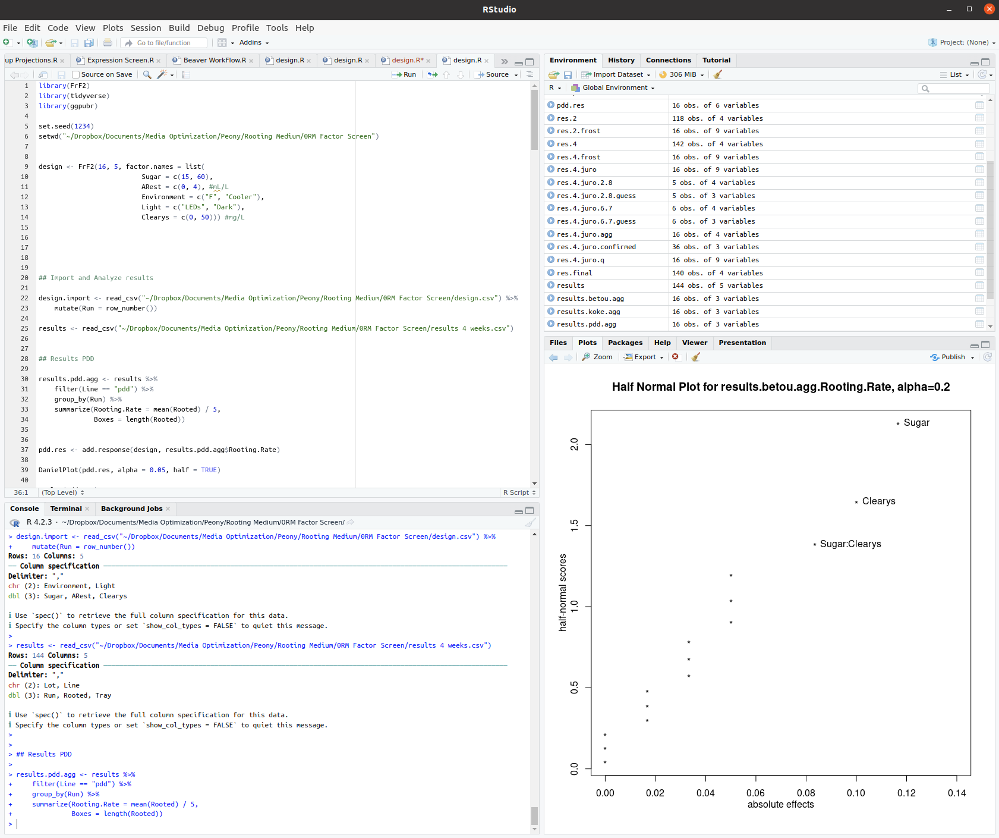 RStudio
File Edit Code View Plots Session Build Debug Profile Tools Help
Go to file/function Addins Project: (None)
up Projections.R Expression Screen.R Beaver WorkFlow.R design.R design.R design.R* design.R
Source on Save Run Source
1 library(FrF2)
2 library(tidyverse)
3 library(ggpubr)
4
5 set.seed(1234)
6 setwd("~/Dropbox/Documents/Media Optimization/Peony/Rooting Medium/0RM Factor Screen")
7
8
9 design <- FrF2(16, 5, factor.names = list(
10 Sugar = c(15, 60),
11 ARest = c(0, 4), #mL/L
12 Environment = c("F", "Cooler"),
13 Light = c("LEDs", "Dark"),
14 Clearys = c(0, 50))) #mg/L
15
16
17
18
19
20 ## Import and Analyze results
21
22 design.import <- read_csv("~/Dropbox/Documents/Media Optimization/Peony/Rooting Medium/0RM Factor Screen/design.csv") %>%
23 mutate(Run = row_number())
24
25 results <- read_csv("~/Dropbox/Documents/Media Optimization/Peony/Rooting Medium/0RM Factor Screen/results 4 weeks.csv")
26
27
28 ## Results PDD
29
30 results.pdd.agg <- results %>%
31 filter(Line == "pdd") %>%
32 group_by(Run) %>%
33 summarize(Rooting.Rate = mean(Rooted) / 5,
34 Boxes = length(Rooted))
35
36
37 pdd.res <- add.response(design, results.pdd.agg$Rooting.Rate)
38
39 DanielPlot(pdd.res, alpha = 0.05, half = TRUE)
40
36:1 (Top Level) R Script
Console Terminal Background Jobs
R 4.2.3 · ~/Dropbox/Documents/Media Optimization/Peony/Rooting Medium/0RM Factor Screen/
> design.import <- read_csv("~/Dropbox/Documents/Media Optimization/Peony/Rooting Medium/0RM Factor Screen/design.csv") %>%
+ mutate(Run = row_number())
Rows: 16 Columns: 5
── Column specification ──
Delimiter: ","
chr (2): Environment, Light
dbl (3): Sugar, ARest, Clearys
ℹ Use `spec()` to retrieve the full column specification for this data.
ℹ Specify the column types or set `show_col_types = FALSE` to quiet this message.
>
> results <- read_csv("~/Dropbox/Documents/Media Optimization/Peony/Rooting Medium/0RM Factor Screen/results 4 weeks.csv")
Rows: 144 Columns: 5
── Column specification ──
Delimiter: ","
chr (2): Lot, Line
dbl (3): Run, Rooted, Tray
ℹ Use `spec()` to retrieve the full column specification for this data.
ℹ Specify the column types or set `show_col_types = FALSE` to quiet this message.
>
>
> ## Results PDD
>
> results.pdd.agg <- results %>%
+ filter(Line == "pdd") %>%
+ group_by(Run) %>%
+ summarize(Rooting.Rate = mean(Rooted) / 5,
+ Boxes = length(Rooted))
>
Environment History Connections Tutorial
Import Dataset 306 MiB List
R Global Environment
pdd.res 16 obs. of 6 variables
res.2 118 obs. of 4 variables
res.2.frost 16 obs. of 9 variables
res.4 142 obs. of 4 variables
res.4.frost 16 obs. of 9 variables
res.4.juro 16 obs. of 9 variables
res.4.juro.2.8 5 obs. of 4 variables
res.4.juro.2.8.guess 5 obs. of 3 variables
res.4.juro.6.7 6 obs. of 4 variables
res.4.juro.6.7.guess 6 obs. of 3 variables
res.4.juro.agg 16 obs. of 4 variables
res.4.juro.confirmed 36 obs. of 3 variables
res.4.juro.q 16 obs. of 9 variables
res.final 140 obs. of 4 variables
results 144 obs. of 5 variables
results.betou.agg 16 obs. of 3 variables
results.koke.agg 16 obs. of 3 variables
results.pdd.agg 16 obs. of 3 variables
Files Plots Packages Help Viewer Presentation
Zoom Export Publish
Half Normal Plot for results.betou.agg.Rooting.Rate, alpha=0.2
Sugar
Clearys
Sugar:Clearys
half-normal scores
2.0
1.5
1.0
0.5
0.0
0.00 0.02 0.04 0.06 0.08 0.10 0.12 0.14
absolute effects